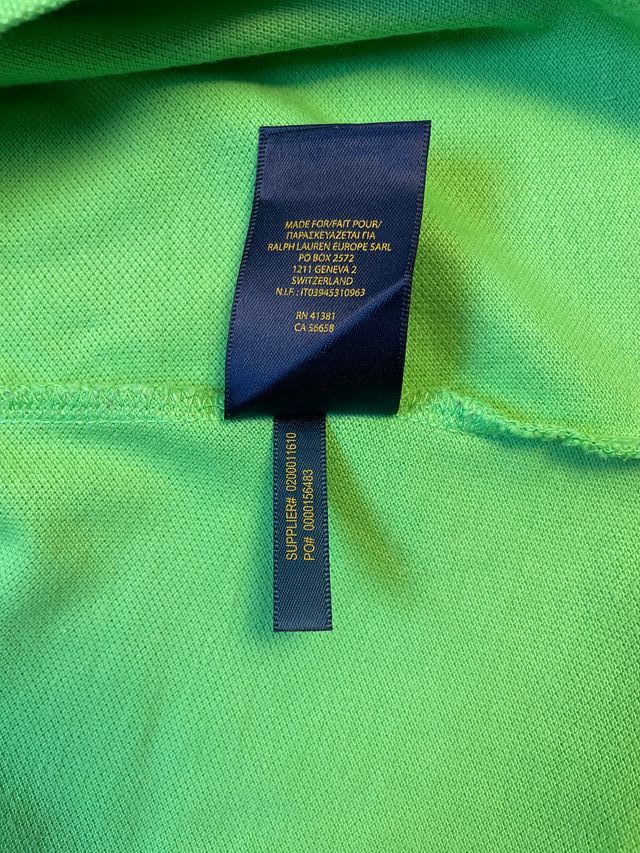 MADE FOR/FAIT POUR/
ΠΑΡΑΣΚΕΥΑΖΕΤΑΙ ΓΙΑ
RALPH LAUREN EUROPE SARL
PO BOX 2572
1211 GENEVA 2
SWITZERLAND
N.I.F.: IT03945310963
RN 41381
CA 56658
SUPPLIER# 0200011610
PO# 0000156483